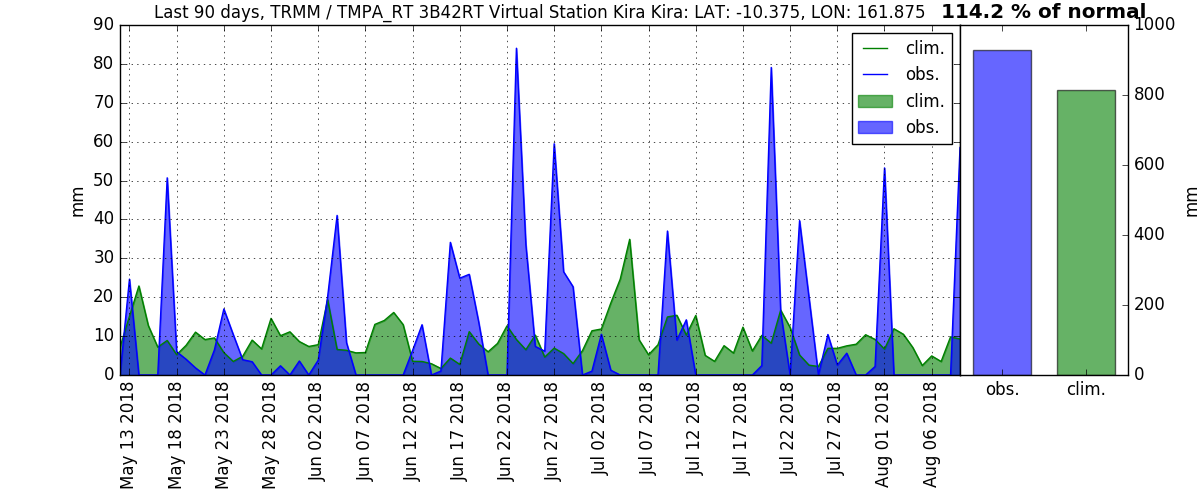 Last 90 days, TRMM / TMPA_RT 3B42RT Virtual Station Kira Kira: LAT: -10.375, LON: 161.875
114.2 % of normal
90
80
70
60
50
40
30
20
10
0
mm
clim.
obs.
clim.
obs.
1000
800
600
400
200
0
mm
May 13 2018
May 18 2018
May 23 2018
May 28 2018
Jun 02 2018
Jun 07 2018
Jun 12 2018
Jun 17 2018
Jun 22 2018
Jun 27 2018
Jul 02 2018
Jul 07 2018
Jul 12 2018
Jul 17 2018
Jul 22 2018
Jul 27 2018
Aug 01 2018
Aug 06 2018
obs.
clim.